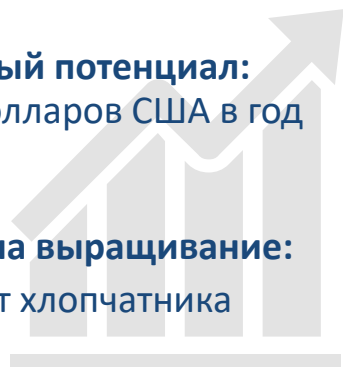 ый потенциал:
олларов США в год
на выращивание:
т хлопчатника